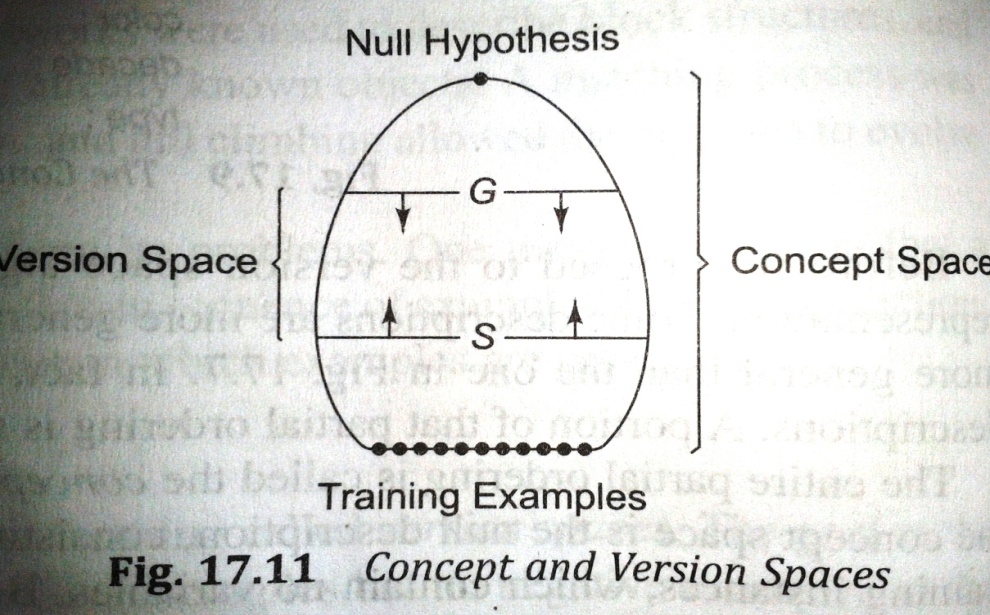 Null Hypothesis
G
Version Space
Concept Space
S
Training Examples
Fig. 17.11 Concept and Version Spaces